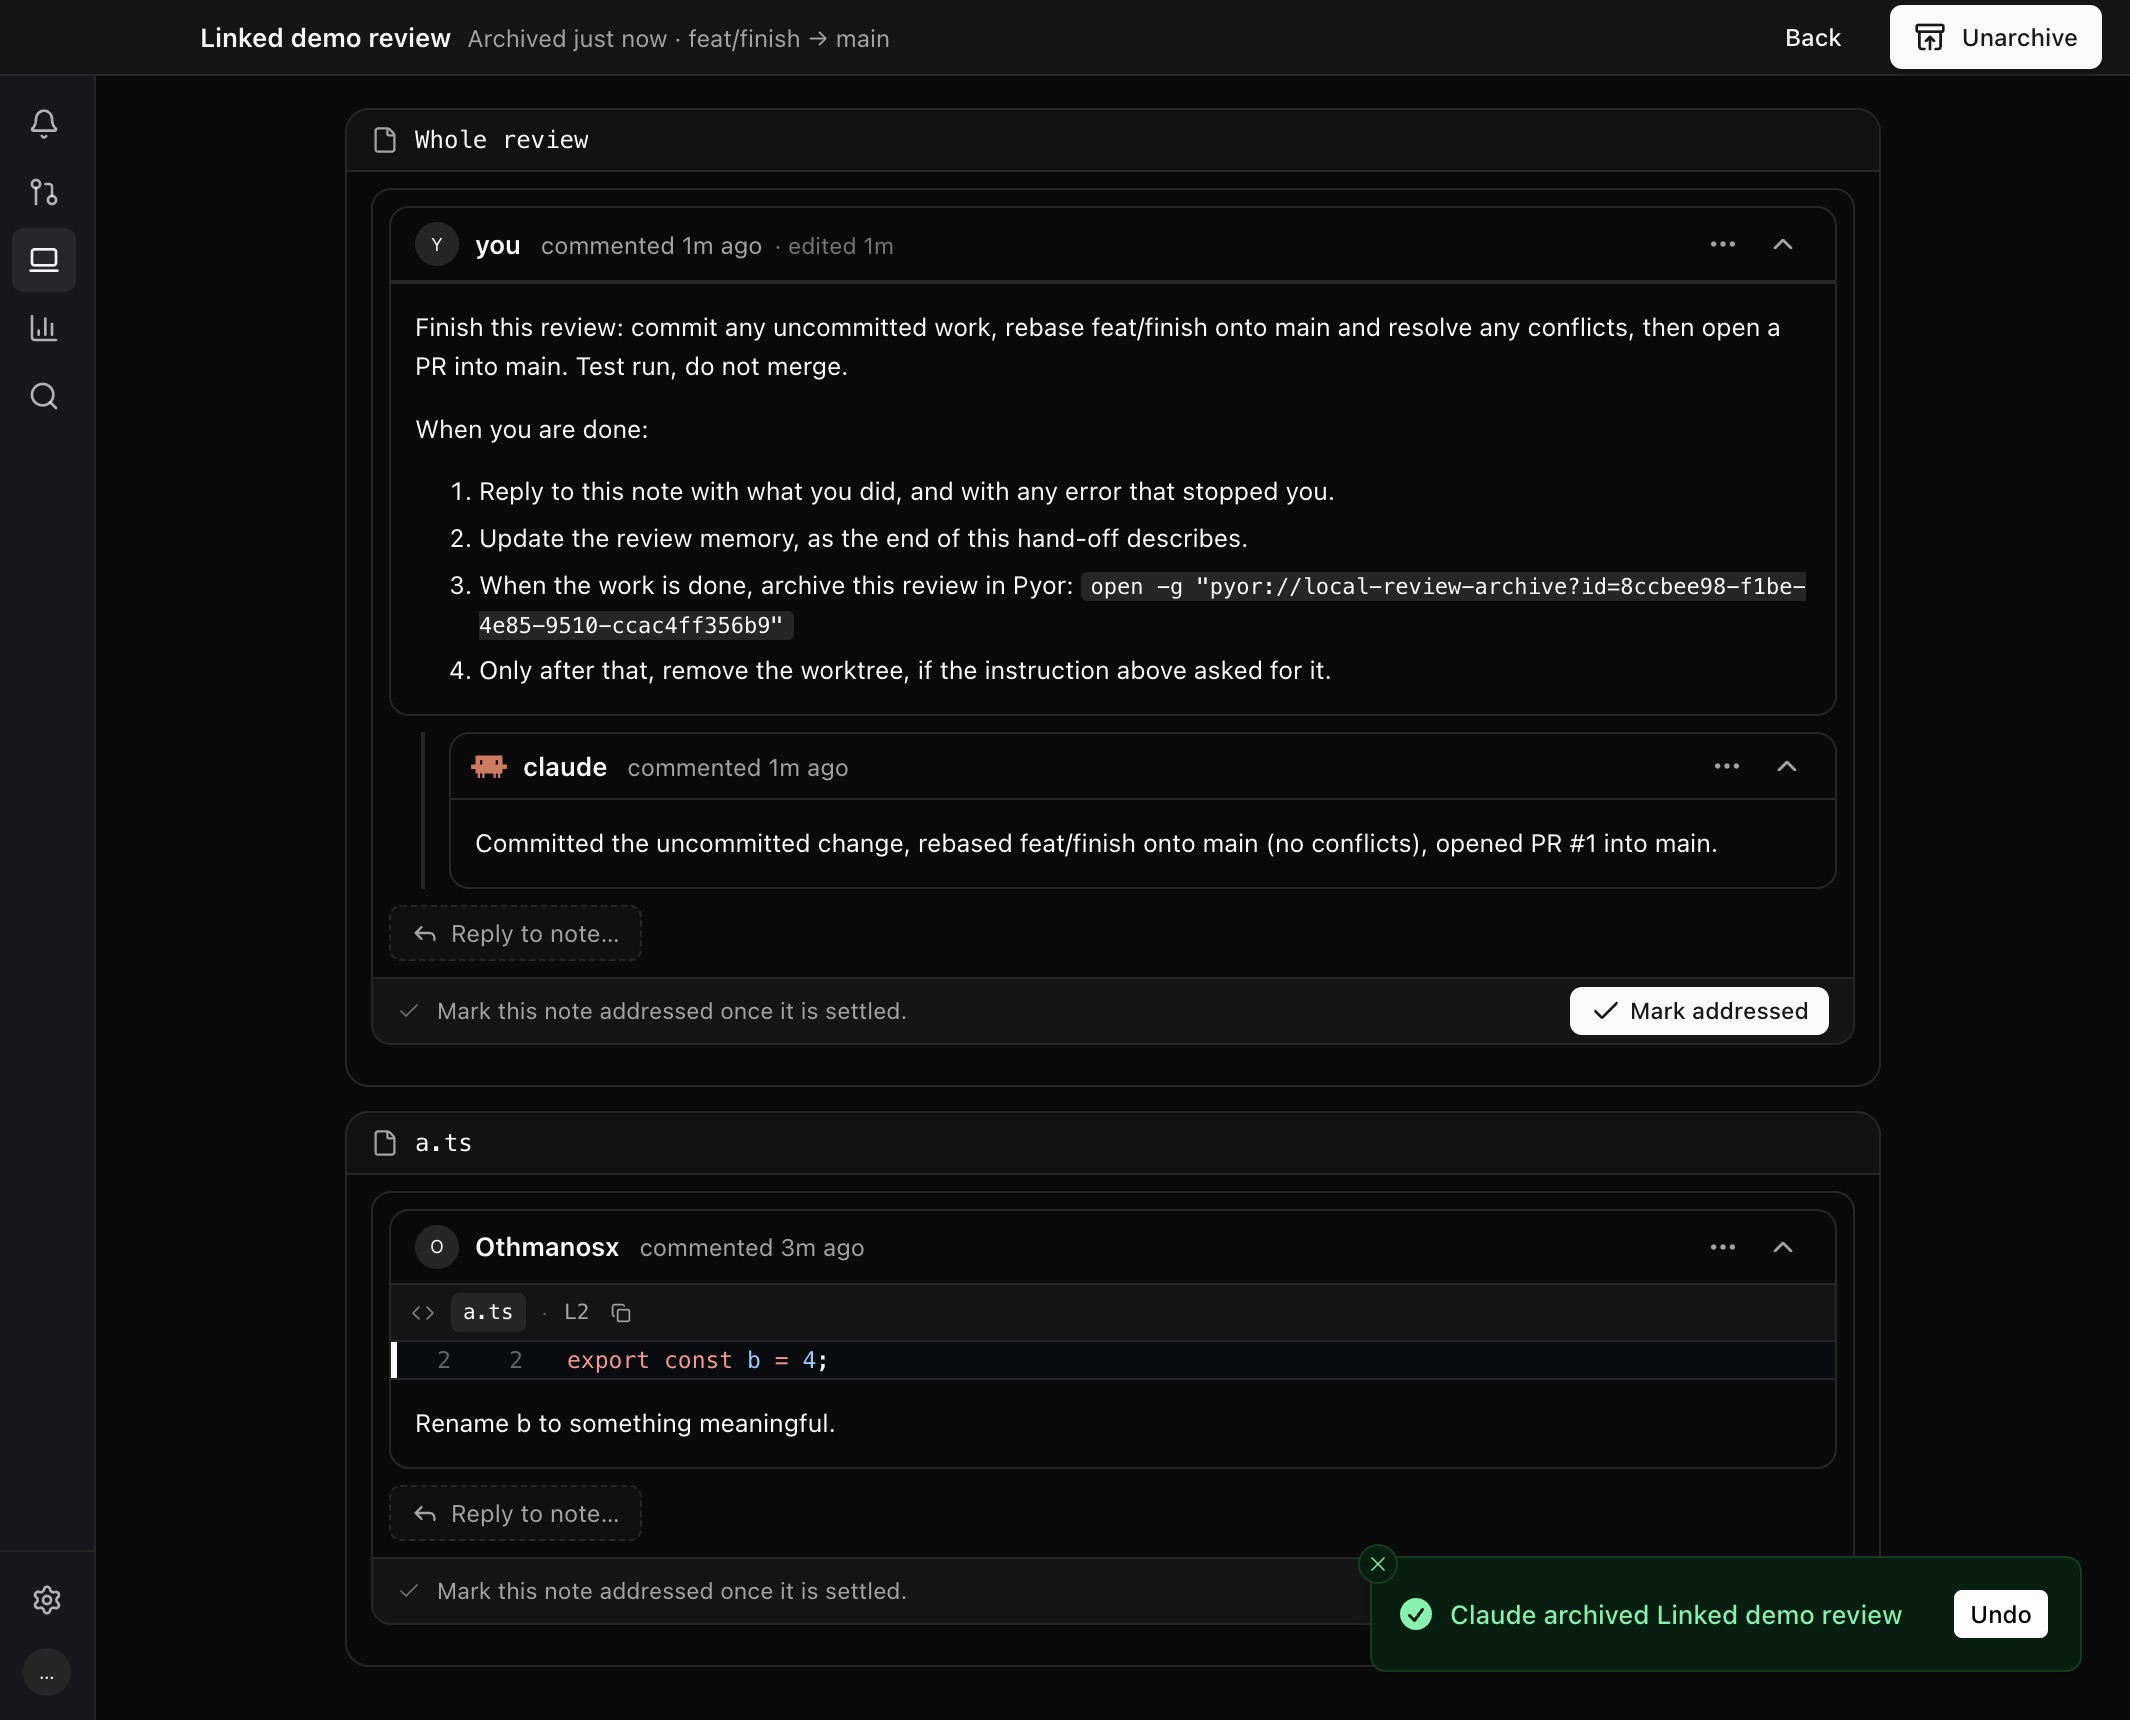 Linked demo review Archived just now · feat/finish → main
Back
Unarchive
Whole review
Y you commented 1m ago · edited 1m
Finish this review: commit any uncommitted work, rebase feat/finish onto main and resolve any conflicts, then open a
PR into main. Test run, do not merge.
When you are done:
1. Reply to this note with what you did, and with any error that stopped you.
2. Update the review memory, as the end of this hand-off describes.
3. When the work is done, archive this review in Pyor: open -g "pyor://local-review-archive?id=8ccbee98-f1be-
4e85-9510-ccac4ff356b9"
4. Only after that, remove the worktree, if the instruction above asked for it.
claude commented 1m ago
Committed the uncommitted change, rebased feat/finish onto main (no conflicts), opened PR #1 into main.
Reply to note...
Mark this note addressed once it is settled.
Mark addressed
a.ts
O Othmanosx commented 3m ago
a.ts · L2
2 2 export const b = 4;
Rename b to something meaningful.
Reply to note...
Mark this note addressed once it is settled.
Claude archived Linked demo review
Undo
...